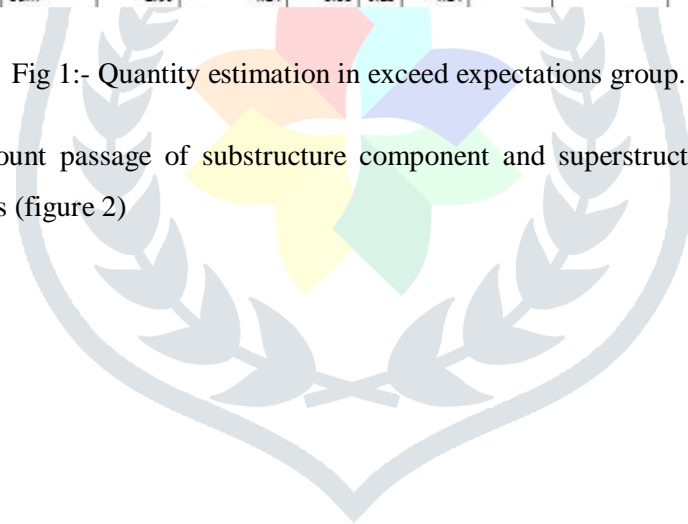 Fig 1:- Quantity estimation in exceed expectations group.
ount passage of substructure component and superstruct
s (figure 2)